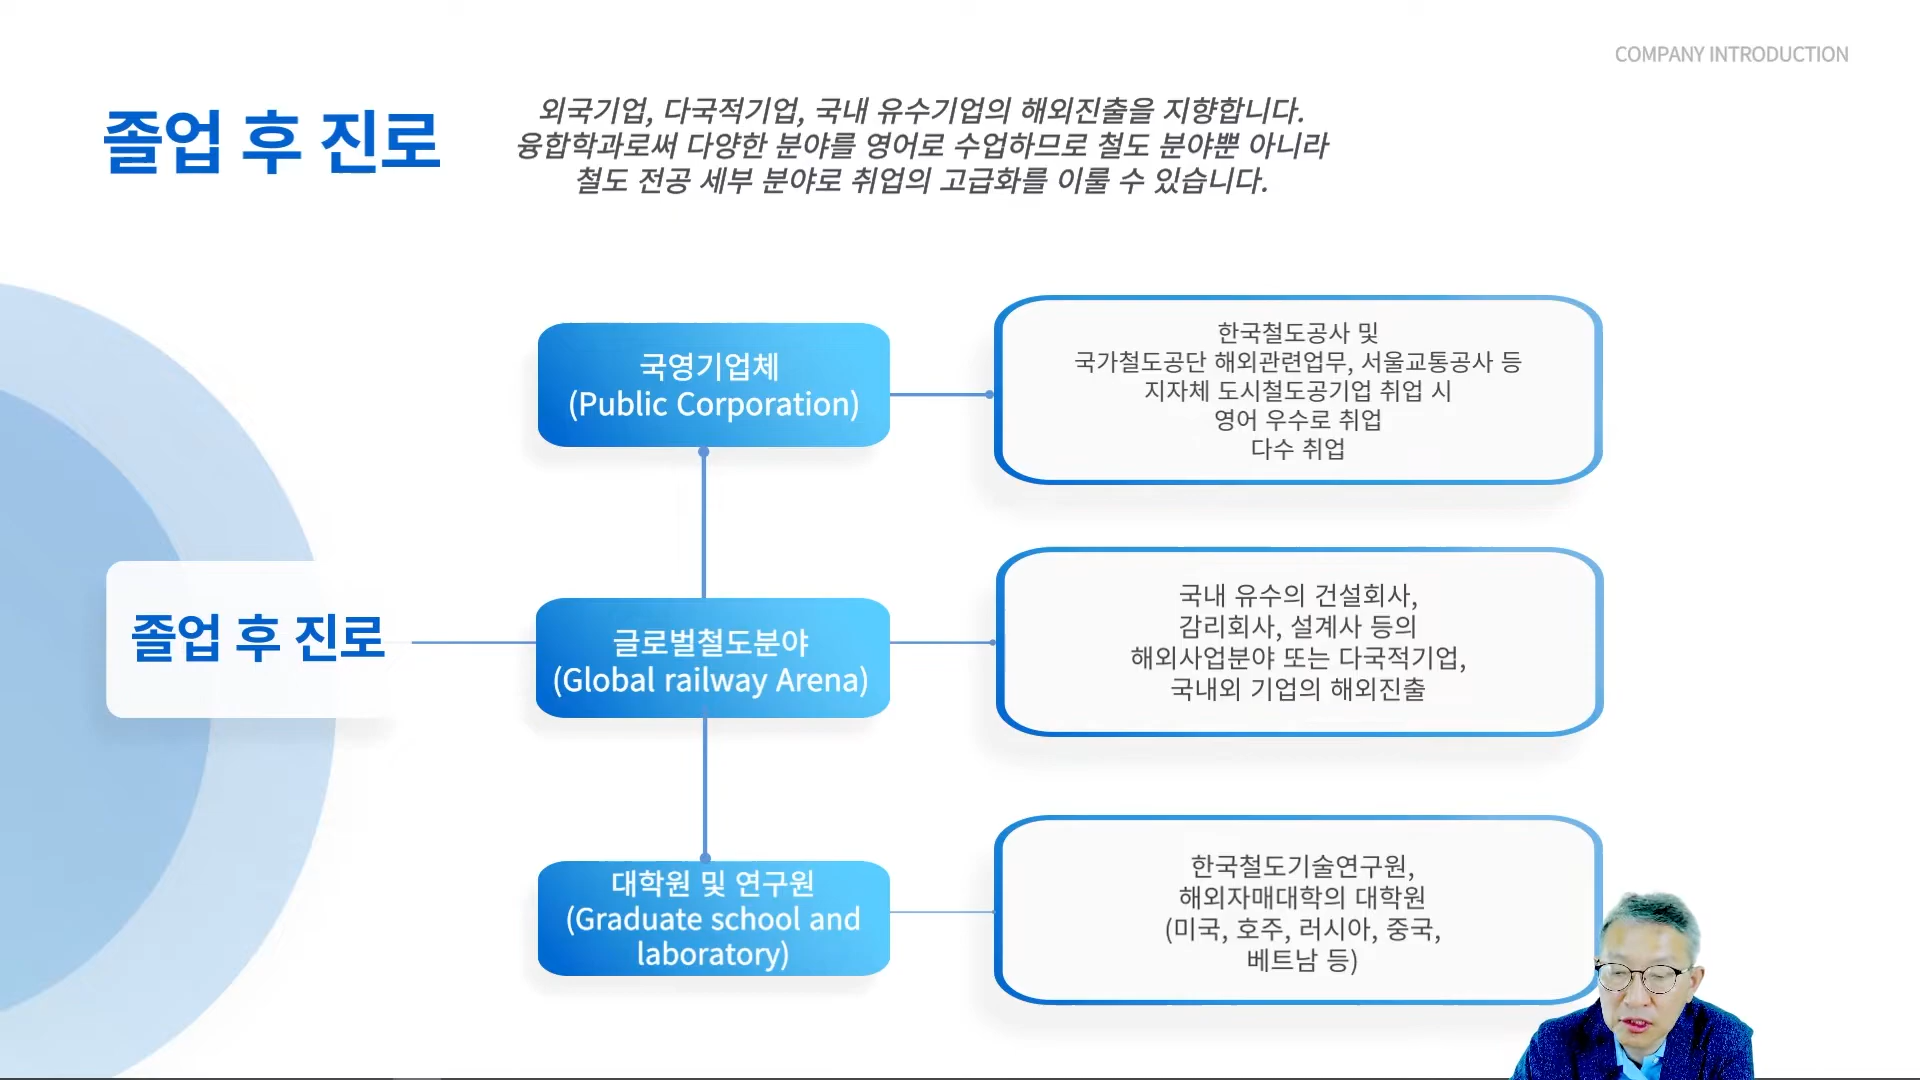 COMPANY INTRODUCTION
졸업 후 진로
외국기업, 다국적기업, 국내 유수기업의 해외진출을 지향합니다.
융합학과로써 다양한 분야를 영어로 수업하므로 철도 분야뿐 아니라
철도 전공 세부 분야로 취업의 고급화를 이룰 수 있습니다.
졸업 후 진로
국영기업체
(Public Corporation)
한국철도공사 및
국가철도공단 해외관련업무, 서울교통공사 등
지자체 도시철도공기업 취업 시
영어 우수로 취업
다수 취업
글로벌철도분야
(Global railway Arena)
국내 유수의 건설회사,
감리회사, 설계사 등의
해외사업분야 또는 다국적기업,
국내외 기업의 해외진출
대학원 및 연구원
(Graduate school and
laboratory)
한국철도기술연구원,
해외자매대학의 대학원
(미국, 호주, 러시아, 중국,
베트남 등)